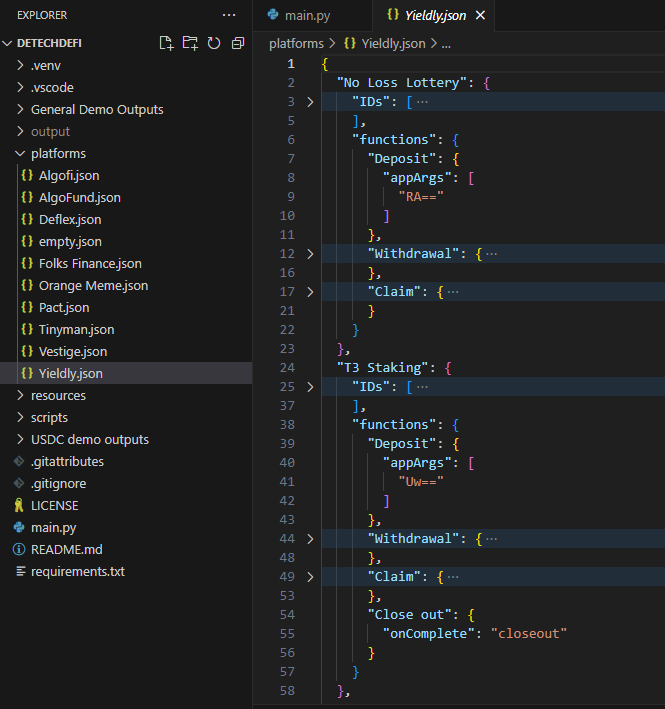 EXPLORER
DETECHDEFI
.venv
.vscode
General Demo Outputs
output
platforms
{} Algofi.json
{} AlgoFund.json
{} Deflex.json
{} empty.json
{} Folks Finance.json
{} Orange Meme.json
{} Pact.json
{} Tinyman.json
{} Vestige.json
{} Yieldly.json
resources
scripts
USDC demo outputs
.gitattributes
.gitignore
LICENSE
main.py
README.md
requirements.txt
main.py
{} Yieldly.json
platforms > {} Yieldly.json > ...
1 {
2 "No Loss Lottery": {
3 "IDs": [ ...
5 ],
6 "functions": {
7 "Deposit": {
8 "appArgs": [
9 "RA=="
10 ]
11 },
12 "Withdrawal": { ...
16 },
17 "Claim": { ...
21 }
22 }
23 },
24 "T3 Staking": {
25 "IDs": [ ...
37 ],
38 "functions": {
39 "Deposit": {
40 "appArgs": [
41 "Uw=="
42 ]
43 },
44 "Withdrawal": { ...
48 },
49 "Claim": { ...
53 },
54 "Close out": {
55 "onComplete": "closeout"
56 }
57 }
58 },